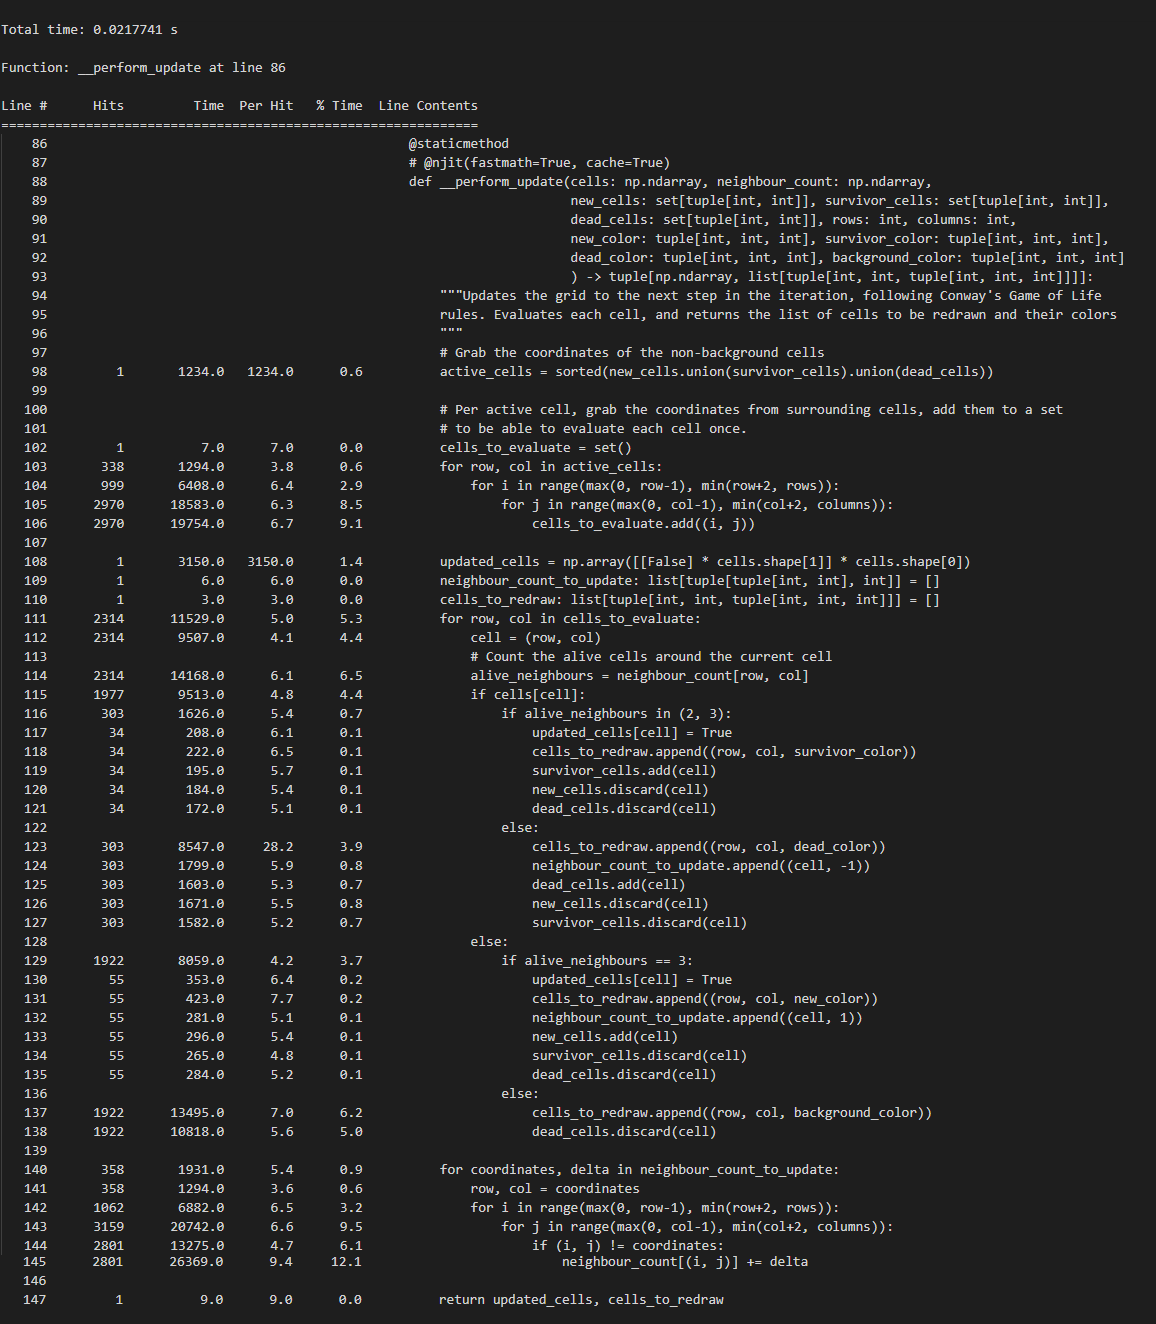 Total time: 0.0217741 s
Function: __perform_update at line 86
Line #      Hits         Time  Per Hit   % Time  Line Contents
==============================================================
86                                           @staticmethod
87                                           # @njit(fastmath=True, cache=True)
88                                           def __perform_update(cells: np.ndarray, neighbour_count: np.ndarray,
89                                                                new_cells: set[tuple[int, int]], survivor_cells: set[tuple[int, int]],
90                                                                dead_cells: set[tuple[int, int]], rows: int, columns: int,
91                                                                new_color: tuple[int, int, int], survivor_color: tuple[int, int, int],
92                                                                dead_color: tuple[int, int, int], background_color: tuple[int, int, int]
93                                                                ) -> tuple[np.ndarray, list[tuple[int, int, tuple[int, int, int]]]]:
94                                               """Updates the grid to the next step in the iteration, following Conway's Game of Life
95                                               rules. Evaluates each cell, and returns the list of cells to be redrawn and their colors
96                                               """
97                                               # Grab the coordinates of the non-background cells
98         1       1234.0   1234.0      0.6      active_cells = sorted(new_cells.union(survivor_cells).union(dead_cells))
99
100                                               # Per active cell, grab the coordinates from surrounding cells, add them to a set
101                                               # to be able to evaluate each cell once.
102         1          7.0      7.0      0.0      cells_to_evaluate = set()
103       338       1294.0      3.8      0.6      for row, col in active_cells:
104       999       6408.0      6.4      2.9          for i in range(max(0, row-1), min(row+2, rows)):
105      2970      18583.0      6.3      8.5              for j in range(max(0, col-1), min(col+2, columns)):
106      2970      19754.0      6.7      9.1                  cells_to_evaluate.add((i, j))
107
108         1       3150.0   3150.0      1.4      updated_cells = np.array([[False] * cells.shape[1]] * cells.shape[0])
109         1          6.0      6.0      0.0      neighbour_count_to_update: list[tuple[tuple[int, int], int]] = []
110         1          3.0      3.0      0.0      cells_to_redraw: list[tuple[int, int, tuple[int, int, int]]] = []
111      2314      11529.0      5.0      5.3      for row, col in cells_to_evaluate:
112      2314       9507.0      4.1      4.4          cell = (row, col)
113                                                   # Count the alive cells around the current cell
114      2314      14168.0      6.1      6.5          alive_neighbours = neighbour_count[row, col]
115      1977       9513.0      4.8      4.4          if cells[cell]:
116       303       1626.0      5.4      0.7              if alive_neighbours in (2, 3):
117        34        208.0      6.1      0.1                  updated_cells[cell] = True
118        34        222.0      6.5      0.1                  cells_to_redraw.append((row, col, survivor_color))
119        34        195.0      5.7      0.1                  survivor_cells.add(cell)
120        34        184.0      5.4      0.1                  new_cells.discard(cell)
121        34        172.0      5.1      0.1                  dead_cells.discard(cell)
122                                                       else:
123       303       8547.0     28.2      3.9                  cells_to_redraw.append((row, col, dead_color))
124       303       1799.0      5.9      0.8                  neighbour_count_to_update.append((cell, -1))
125       303       1603.0      5.3      0.7                  dead_cells.add(cell)
126       303       1671.0      5.5      0.8                  new_cells.discard(cell)
127       303       1582.0      5.2      0.7                  survivor_cells.discard(cell)
128                                                   else:
129      1922       8059.0      4.2      3.7              if alive_neighbours == 3:
130        55        353.0      6.4      0.2                  updated_cells[cell] = True
131        55        423.0      7.7      0.2                  cells_to_redraw.append((row, col, new_color))
132        55        281.0      5.1      0.1                  neighbour_count_to_update.append((cell, 1))
133        55        296.0      5.4      0.1                  new_cells.add(cell)
134        55        265.0      4.8      0.1                  survivor_cells.discard(cell)
135        55        284.0      5.2      0.1                  dead_cells.discard(cell)
136                                                       else:
137      1922      13495.0      7.0      6.2                  cells_to_redraw.append((row, col, background_color))
138      1922      10818.0      5.6      5.0                  dead_cells.discard(cell)
139
140       358       1931.0      5.4      0.9      for coordinates, delta in neighbour_count_to_update:
141       358       1294.0      3.6      0.6          row, col = coordinates
142      1062       6882.0      6.5      3.2          for i in range(max(0, row-1), min(row+2, rows)):
143      3159      20742.0      6.6      9.5              for j in range(max(0, col-1), min(col+2, columns)):
144      2801      13275.0      4.7      6.1                  if (i, j) != coordinates:
145      2801      26369.0      9.4     12.1                      neighbour_count[(i, j)] += delta
146
147         1          9.0      9.0      0.0      return updated_cells, cells_to_redraw